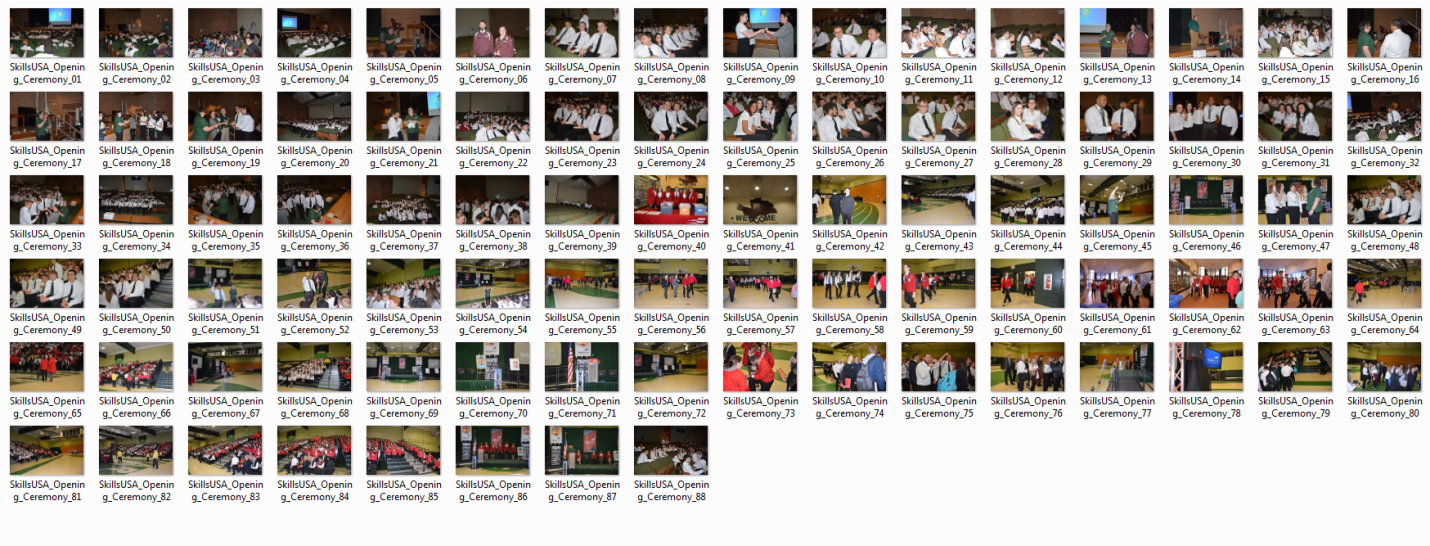 SkillsUSA_Opening_Ceremony_01
SkillsUSA_Opening_Ceremony_02
SkillsUSA_Opening_Ceremony_03
SkillsUSA_Opening_Ceremony_04
SkillsUSA_Opening_Ceremony_05
SkillsUSA_Opening_Ceremony_06
SkillsUSA_Opening_Ceremony_07
SkillsUSA_Opening_Ceremony_08
SkillsUSA_Opening_Ceremony_09
SkillsUSA_Opening_Ceremony_10
SkillsUSA_Opening_Ceremony_11
SkillsUSA_Opening_Ceremony_12
SkillsUSA_Opening_Ceremony_13
SkillsUSA_Opening_Ceremony_14
SkillsUSA_Opening_Ceremony_15
SkillsUSA_Opening_Ceremony_16
SkillsUSA_Opening_Ceremony_17
SkillsUSA_Opening_Ceremony_18
SkillsUSA_Opening_Ceremony_19
SkillsUSA_Opening_Ceremony_20
SkillsUSA_Opening_Ceremony_21
SkillsUSA_Opening_Ceremony_22
SkillsUSA_Opening_Ceremony_23
SkillsUSA_Opening_Ceremony_24
SkillsUSA_Opening_Ceremony_25
SkillsUSA_Opening_Ceremony_26
SkillsUSA_Opening_Ceremony_27
SkillsUSA_Opening_Ceremony_28
SkillsUSA_Opening_Ceremony_29
SkillsUSA_Opening_Ceremony_30
SkillsUSA_Opening_Ceremony_31
SkillsUSA_Opening_Ceremony_32
WELCOME
SkillsUSA_Opening_Ceremony_33
SkillsUSA_Opening_Ceremony_34
SkillsUSA_Opening_Ceremony_35
SkillsUSA_Opening_Ceremony_36
SkillsUSA_Opening_Ceremony_37
SkillsUSA_Opening_Ceremony_38
SkillsUSA_Opening_Ceremony_39
SkillsUSA_Opening_Ceremony_40
SkillsUSA_Opening_Ceremony_41
SkillsUSA_Opening_Ceremony_42
SkillsUSA_Opening_Ceremony_43
SkillsUSA_Opening_Ceremony_44
SkillsUSA_Opening_Ceremony_45
SkillsUSA_Opening_Ceremony_46
SkillsUSA_Opening_Ceremony_47
SkillsUSA_Opening_Ceremony_48
SkillsUSA_Opening_Ceremony_49
SkillsUSA_Opening_Ceremony_50
SkillsUSA_Opening_Ceremony_51
SkillsUSA_Opening_Ceremony_52
SkillsUSA_Opening_Ceremony_53
SkillsUSA_Opening_Ceremony_54
SkillsUSA_Opening_Ceremony_55
SkillsUSA_Opening_Ceremony_56
SkillsUSA_Opening_Ceremony_57
SkillsUSA_Opening_Ceremony_58
SkillsUSA_Opening_Ceremony_59
SkillsUSA_Opening_Ceremony_60
SkillsUSA_Opening_Ceremony_61
SkillsUSA_Opening_Ceremony_62
SkillsUSA_Opening_Ceremony_63
SkillsUSA_Opening_Ceremony_64
SkillsUSA_Opening_Ceremony_65
SkillsUSA_Opening_Ceremony_66
SkillsUSA_Opening_Ceremony_67
SkillsUSA_Opening_Ceremony_68
SkillsUSA_Opening_Ceremony_69
SkillsUSA_Opening_Ceremony_70
SkillsUSA_Opening_Ceremony_71
SkillsUSA_Opening_Ceremony_72
SkillsUSA_Opening_Ceremony_73
SkillsUSA_Opening_Ceremony_74
SkillsUSA_Opening_Ceremony_75
SkillsUSA_Opening_Ceremony_76
SkillsUSA_Opening_Ceremony_77
SkillsUSA_Opening_Ceremony_78
SkillsUSA_Opening_Ceremony_79
SkillsUSA_Opening_Ceremony_80
SkillsUSA_Opening_Ceremony_81
SkillsUSA_Opening_Ceremony_82
SkillsUSA_Opening_Ceremony_83
SkillsUSA_Opening_Ceremony_84
SkillsUSA_Opening_Ceremony_85
SkillsUSA_Opening_Ceremony_86
SkillsUSA_Opening_Ceremony_87
SkillsUSA_Opening_Ceremony_88